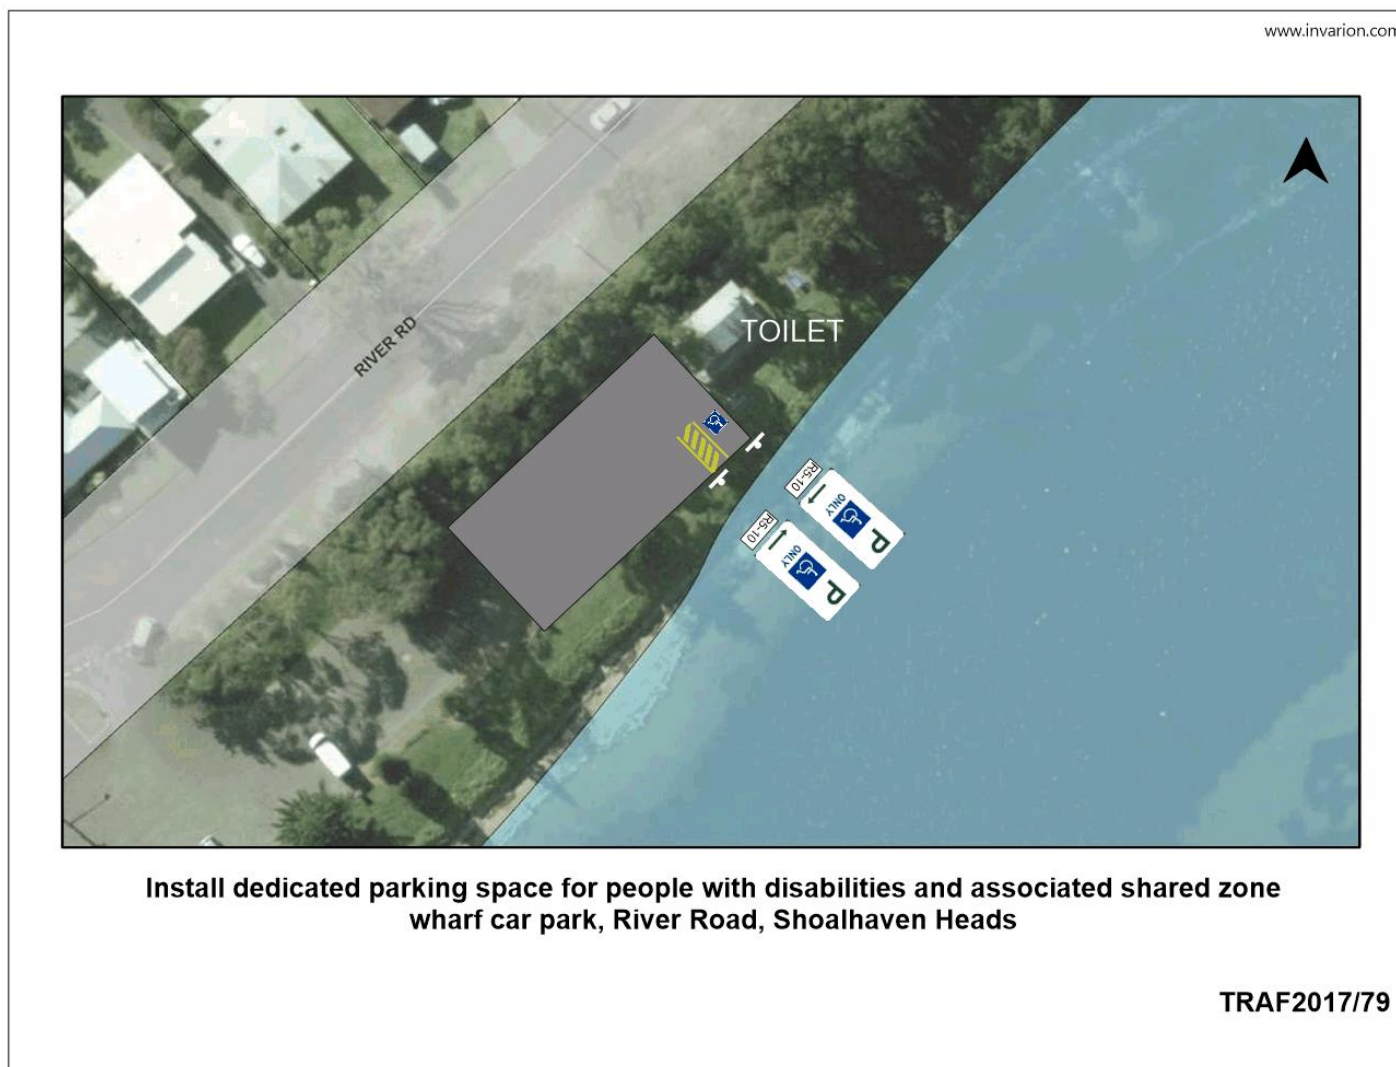 www.invarion.com
TOILET
RIVER RD
R5-10
ONLY
P
R5-10
ONLY
P
Install dedicated parking space for people with disabilities and associated shared zone
wharf car park, River Road, Shoalhaven Heads
TRAF2017/79